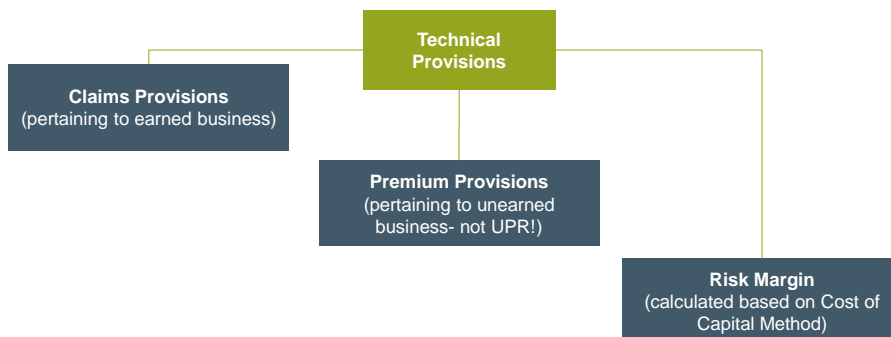 Technical
Provisions
Claims Provisions
(pertaining to earned business)
Premium Provisions
(pertaining to unearned
business- not UPR!)
Risk Margin
(calculated based on Cost of
Capital Method)